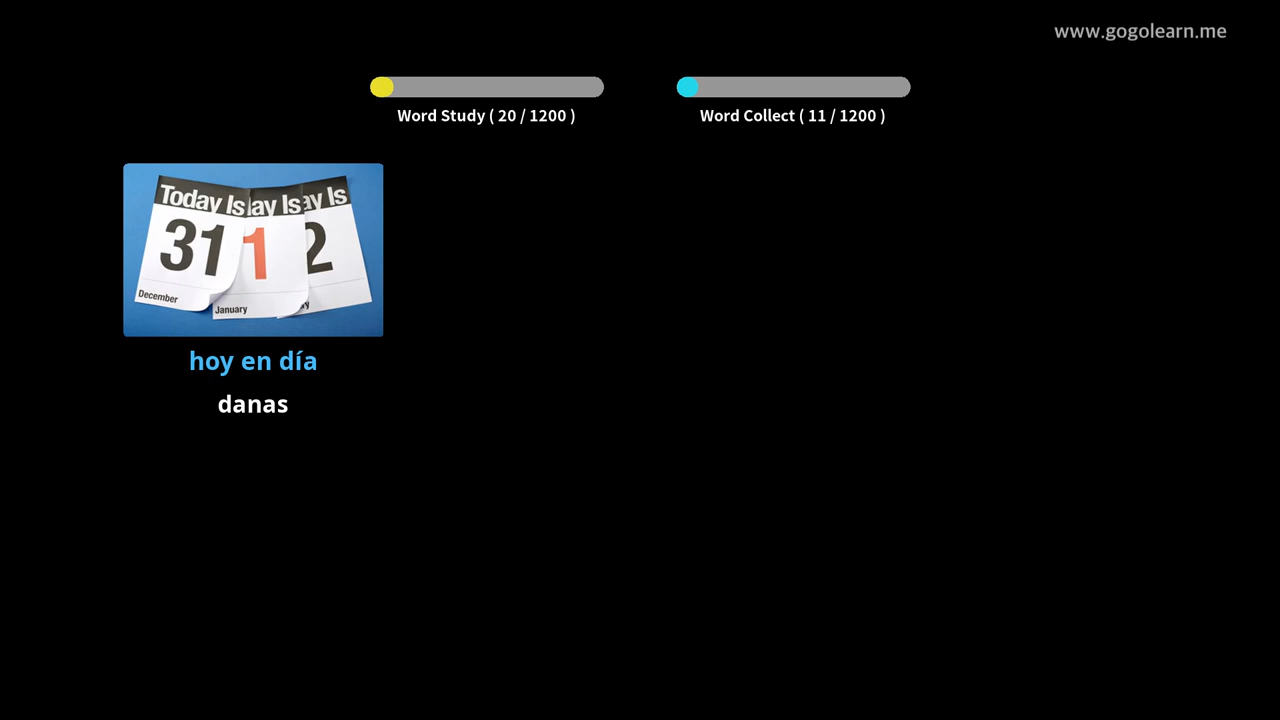 www.gogolearn.me
Word Study ( 20 / 1200 )
Word Collect ( 11 / 1200 )
Today Is
ay Is
ay Is
31
1
2
December
January
ry
hoy en día
danas